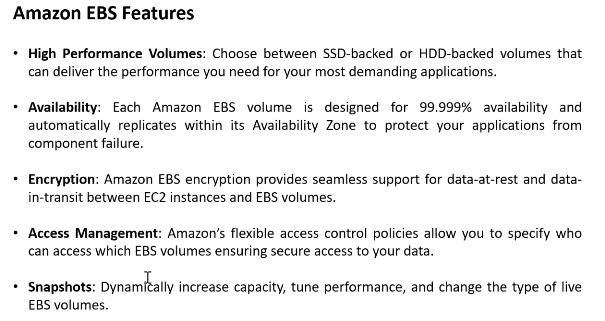 Amazon EBS Features
• High Performance Volumes: Choose between SSD-backed or HDD-backed volumes that
can deliver the performance you need for your most demanding applications.
• Availability: Each Amazon EBS volume is designed for 99.999% availability and
automatically replicates within its Availability Zone to protect your applications from
component failure.
• Encryption: Amazon EBS encryption provides seamless support for data-at-rest and data-
in-transit between EC2 instances and EBS volumes.
• Access Management: Amazon’s flexible access control policies allow you to specify who
can access which EBS volumes ensuring secure access to your data.
• Snapshots: Dynamically increase capacity, tune performance, and change the type of live
EBS volumes.